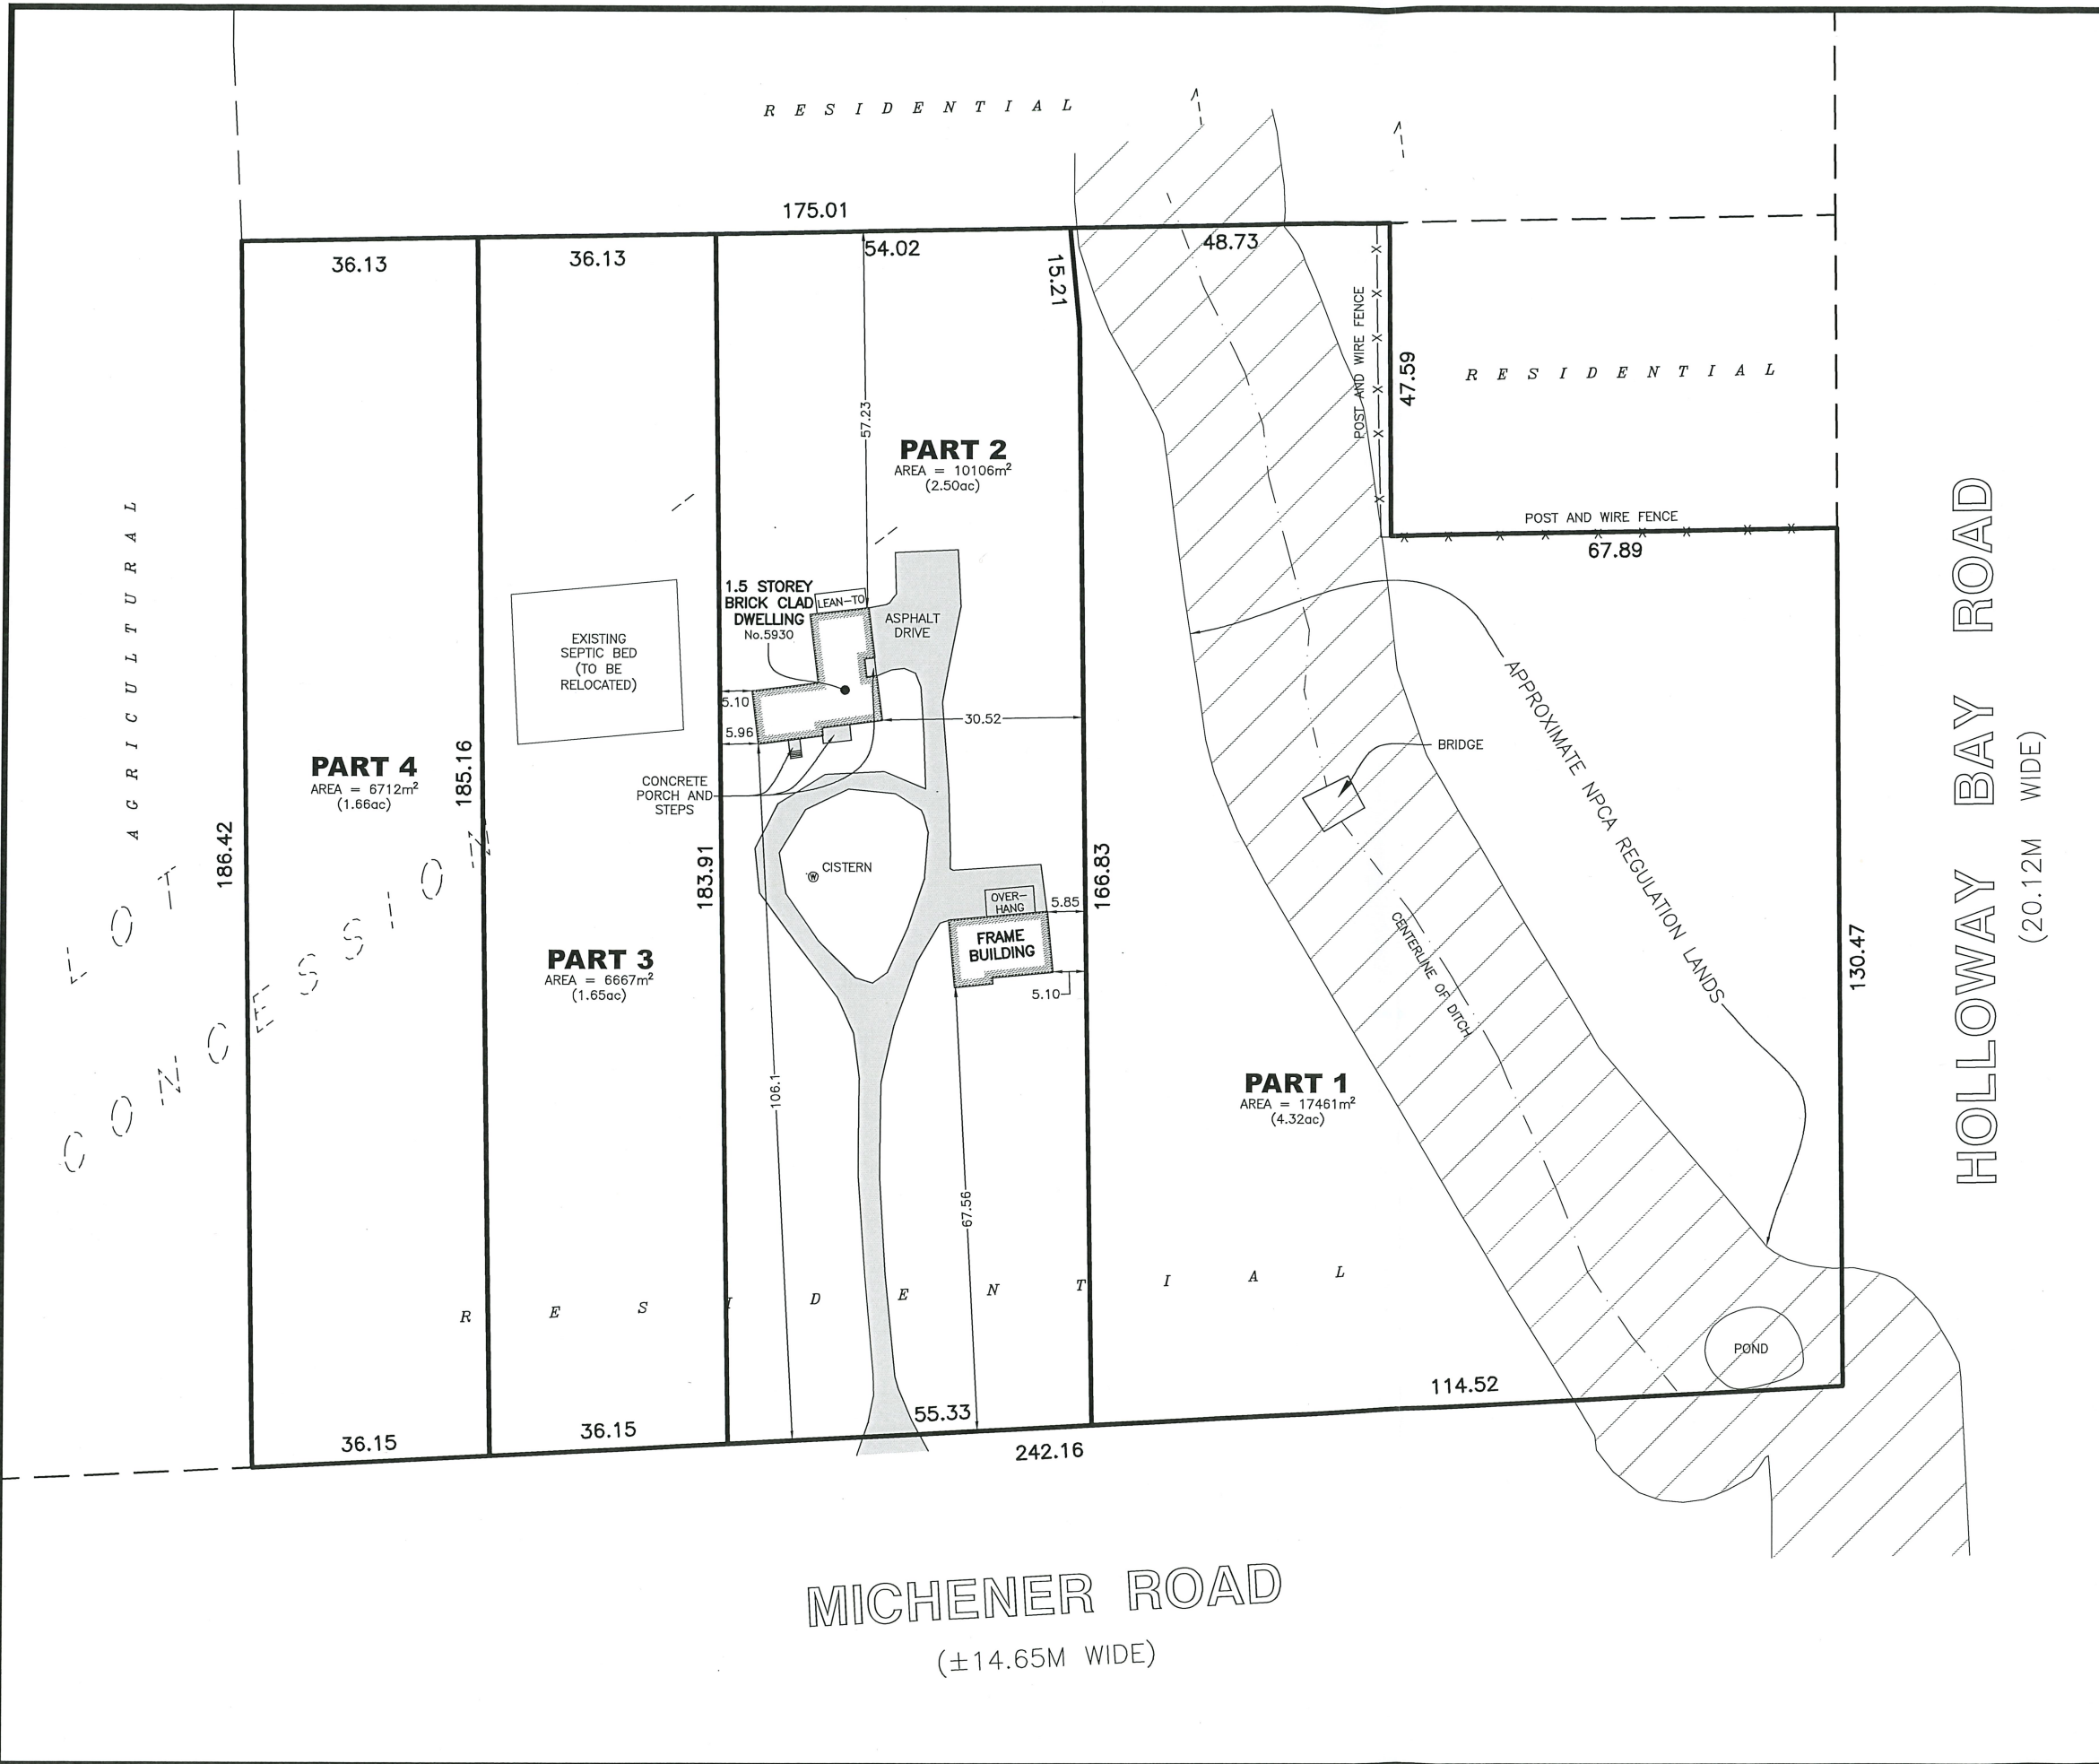 RESIDENTIAL
175.01
36.13
36.13
54.02
48.73
15.21
57.23
POST AND WIRE FENCE
47.59
RESIDENTIAL
PART 2
AREA = 10106m²
(2.50ac)
POST AND WIRE FENCE
67.89
AGRICULTURAL
1.5 STOREY
BRICK CLAD
DWELLING
No.5930
LEAN-TO
ASPHALT
DRIVE
EXISTING
SEPTIC BED
(TO BE
RELOCATED)
5.10
5.96
30.52
BRIDGE
APPROXIMATE NPCA REGULATION LANDS
HOLLOWAY BAY ROAD
(20.12M WIDE)
PART 4
AREA = 6712m²
(1.66ac)
185.16
186.42
CONCRETE
PORCH AND
STEPS
183.91
CISTERN
166.83
OVER-
HANG
5.85
FRAME
BUILDING
5.10
CENTERLINE OF DITCH
130.47
LOT
CONCESSION
PART 3
AREA = 6667m²
(1.65ac)
106.1
67.56
PART 1
AREA = 17461m²
(4.32ac)
RESIDENTIAL
POND
114.52
55.33
36.15
36.15
242.16
MICHENER ROAD
(±14.65M WIDE)